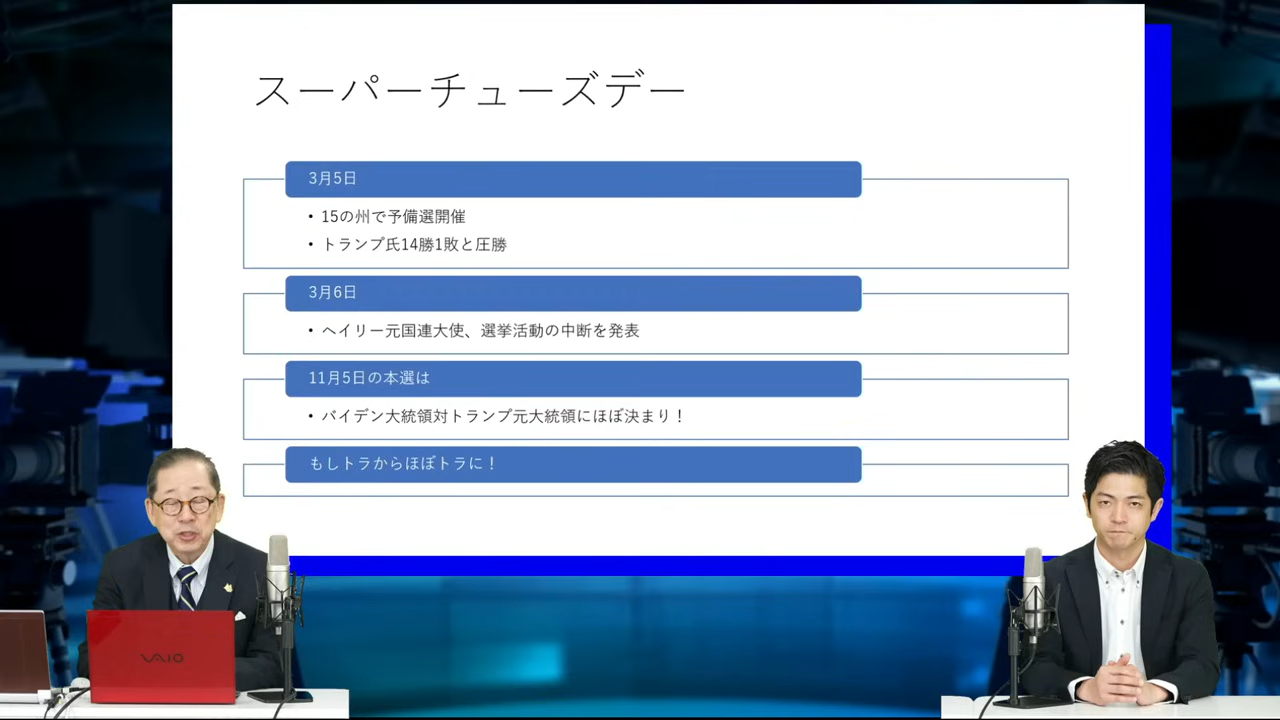 スーパーチューズデー
3月5日
• 15の州で予備選開催
• トランプ氏14勝1敗と圧勝
3月6日
• ヘイリー元国連大使、選挙活動の中断を発表
11月5日の本選は
• バイデン大統領対トランプ元大統領にほぼ決まり！
もしトラからほぼトラに！
VAIO